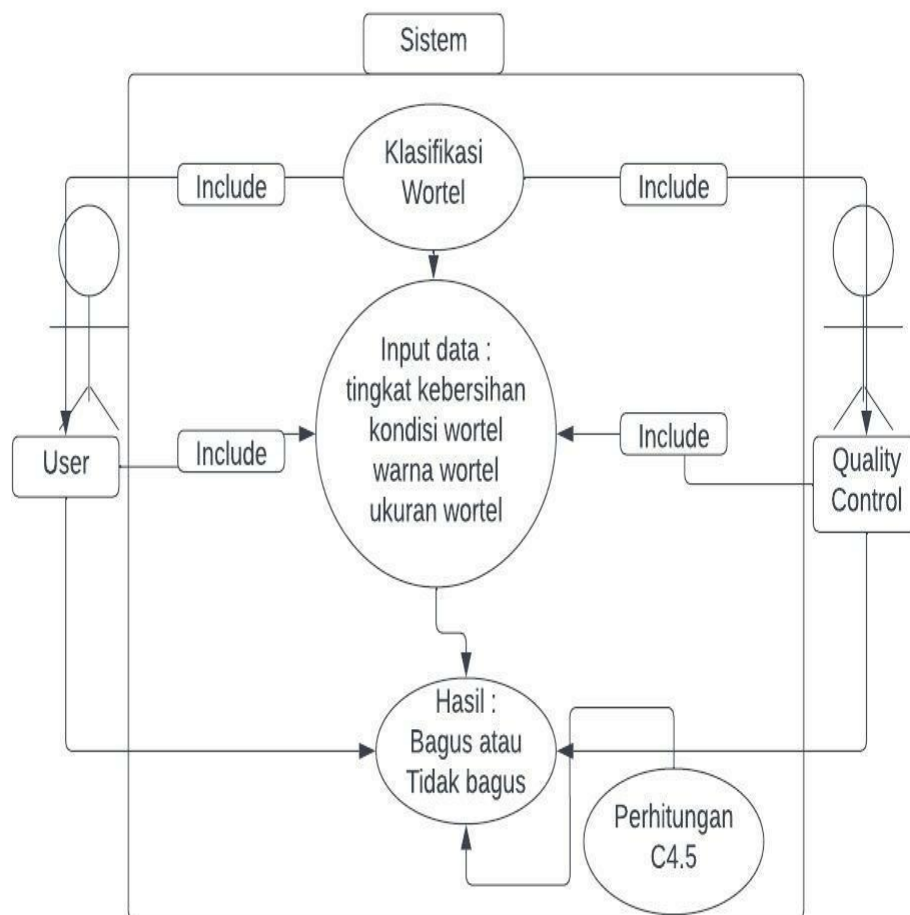 Sistem
Klasifikasi
Wortel
Include
Include
Input data :
tingkat kebersihan
kondisi wortel
warna wortel
ukuran wortel
User
Include
Include
Quality
Control
Hasil :
Bagus atau
Tidak bagus
Perhitungan
C4.5